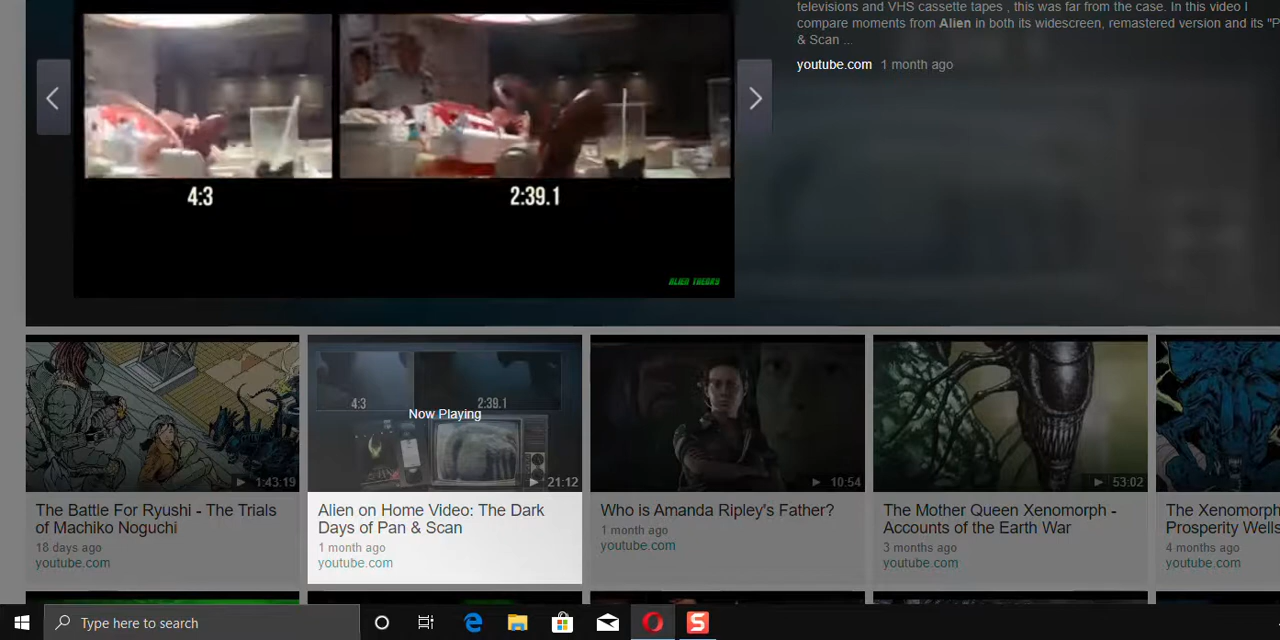 televisions and VHS cassette tapes , this was far from the case. In this video I
compare moments from Alien in both its widescreen, remastered version and its "P
& Scan ...
youtube.com 1 month ago
4:3
2:39.1
ALIEN THEORY
4:3
2:39.1
Now Playing
1:43:19
21:12
10:54
53:02
The Battle For Ryushi - The Trials
of Machiko Noguchi
18 days ago
youtube.com
Alien on Home Video: The Dark
Days of Pan & Scan
1 month ago
youtube.com
Who is Amanda Ripley's Father?
1 month ago
youtube.com
The Mother Queen Xenomorph -
Accounts of the Earth War
3 months ago
youtube.com
The Xenomorph
Prosperity Wells
4 months ago
youtube.com
Type here to search